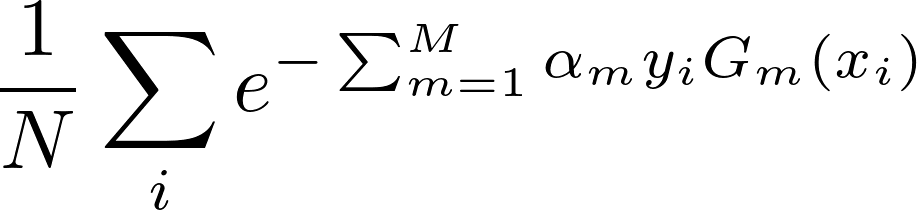 \frac{1}{N} \sum_{i} e^{-\sum_{m=1}^{M} \alpha_m y_i G_m(x_i)}